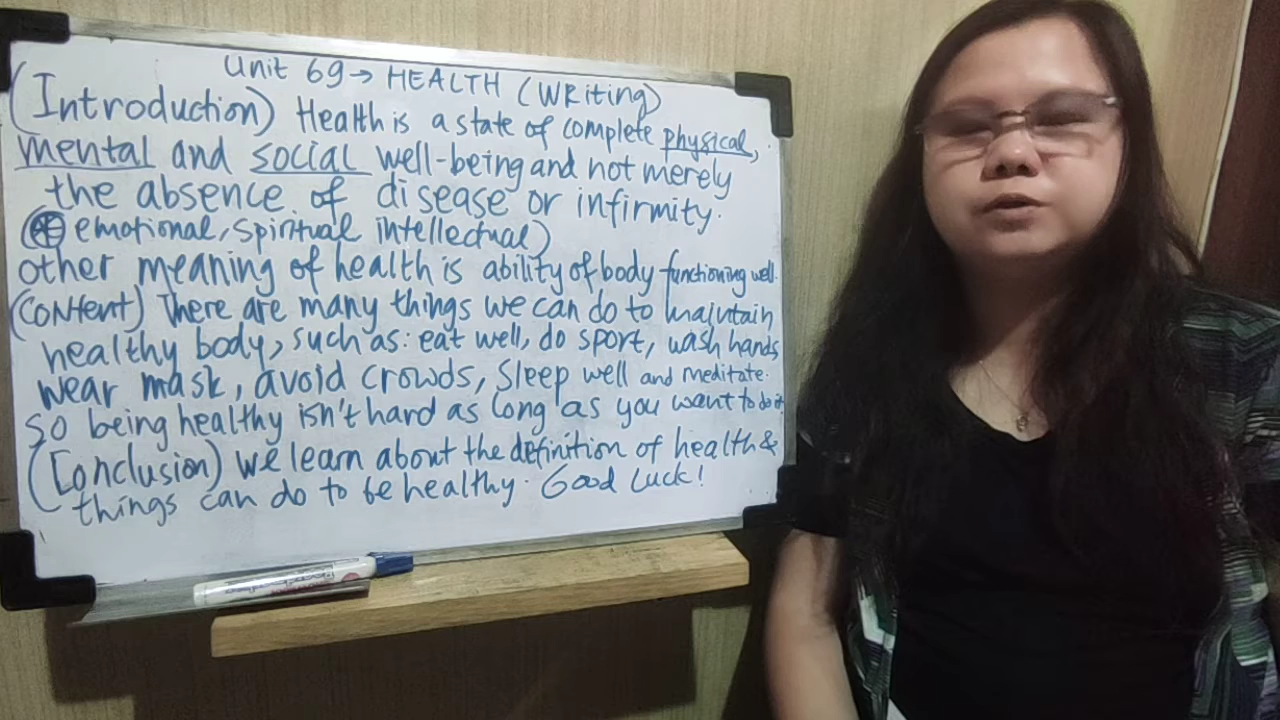 Unit 69 → HEALTH (WRiting)
(Introduction) Health is a state of complete physical,
mental and social well-being and not merely
the absence of disease or infirmity.
emotional, spiritual intellectual)
other meaning of health is ability of body functioning well.
(CONtent) There are many things we can do to maintain
healthy body, such as: eat well, do sport, wash hands
wear mask, avoid crowds, sleep well and meditate.
So being healthy isn't hard as long as you want to do it
(Conclusion) we learn about the definition of health &
things can do to be healthy. Good Luck!